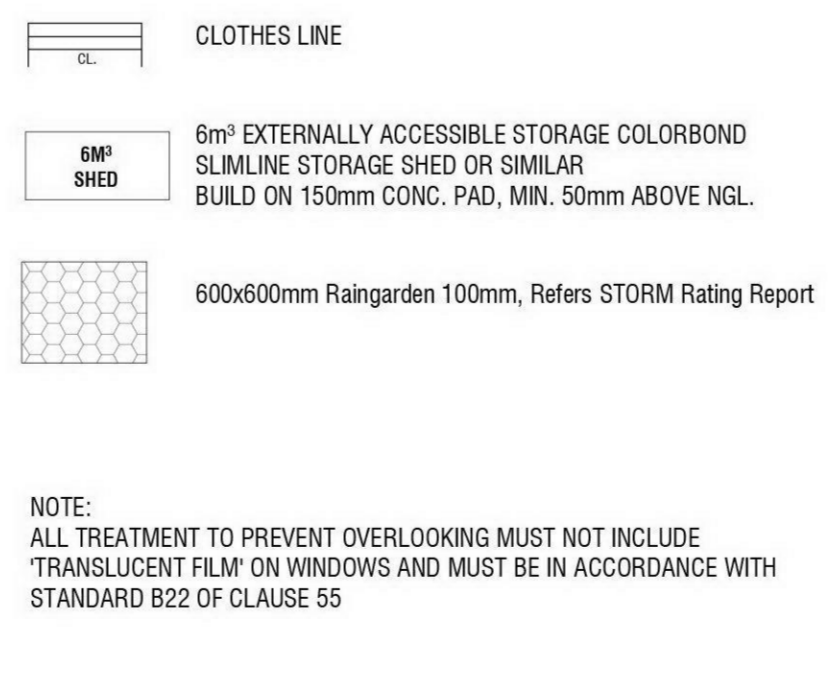 CL.
CLOTHES LINE
6M³
SHED
6m³ EXTERNALLY ACCESSIBLE STORAGE COLORBOND
SLIMLINE STORAGE SHED OR SIMILAR
BUILD ON 150mm CONC. PAD, MIN. 50mm ABOVE NGL.
600x600mm Raingarden 100mm, Refers STORM Rating Report
NOTE:
ALL TREATMENT TO PREVENT OVERLOOKING MUST NOT INCLUDE
'TRANSLUCENT FILM' ON WINDOWS AND MUST BE IN ACCORDANCE WITH
STANDARD B22 OF CLAUSE 55